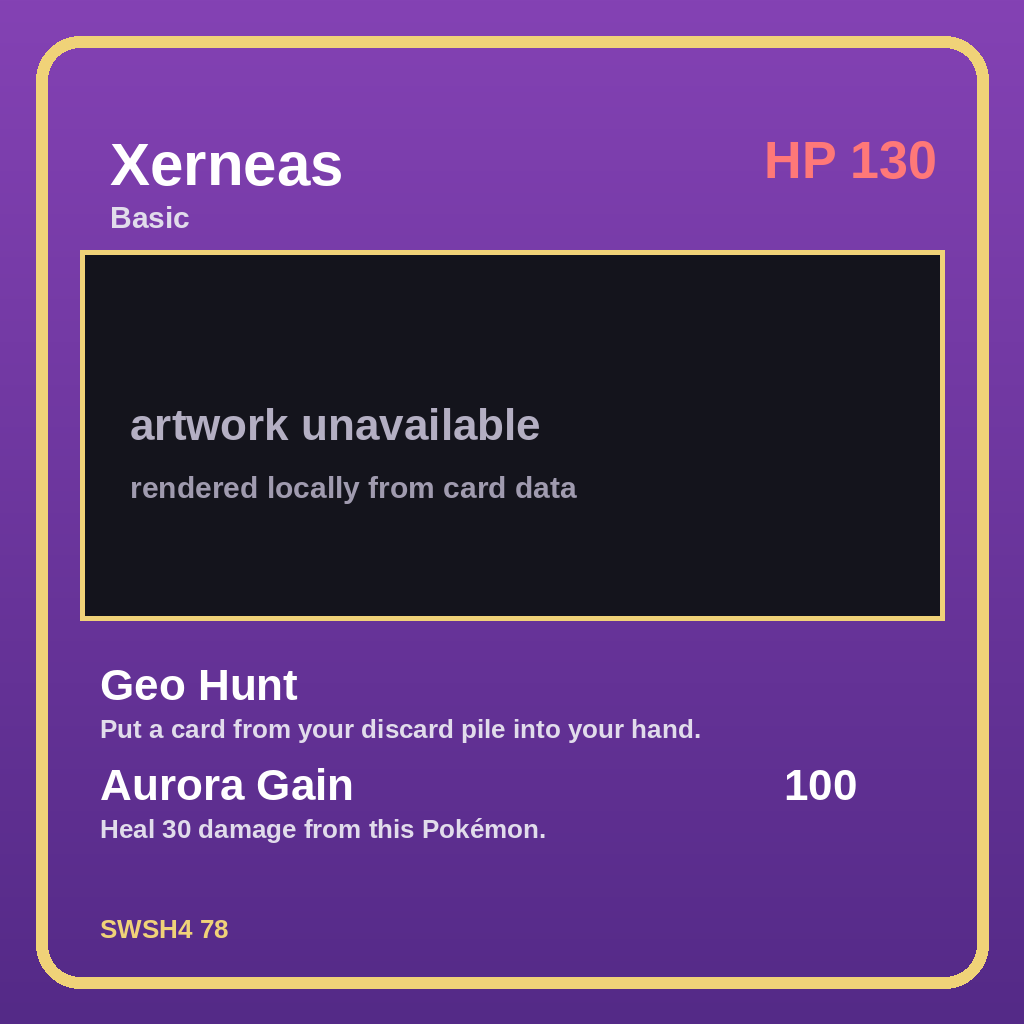 Xerneas
HP 130
Basic
artwork unavailable
rendered locally from card data
Geo Hunt
Put a card from your discard pile into your hand.
Aurora Gain
100
Heal 30 damage from this Pokémon.
SWSH4 78